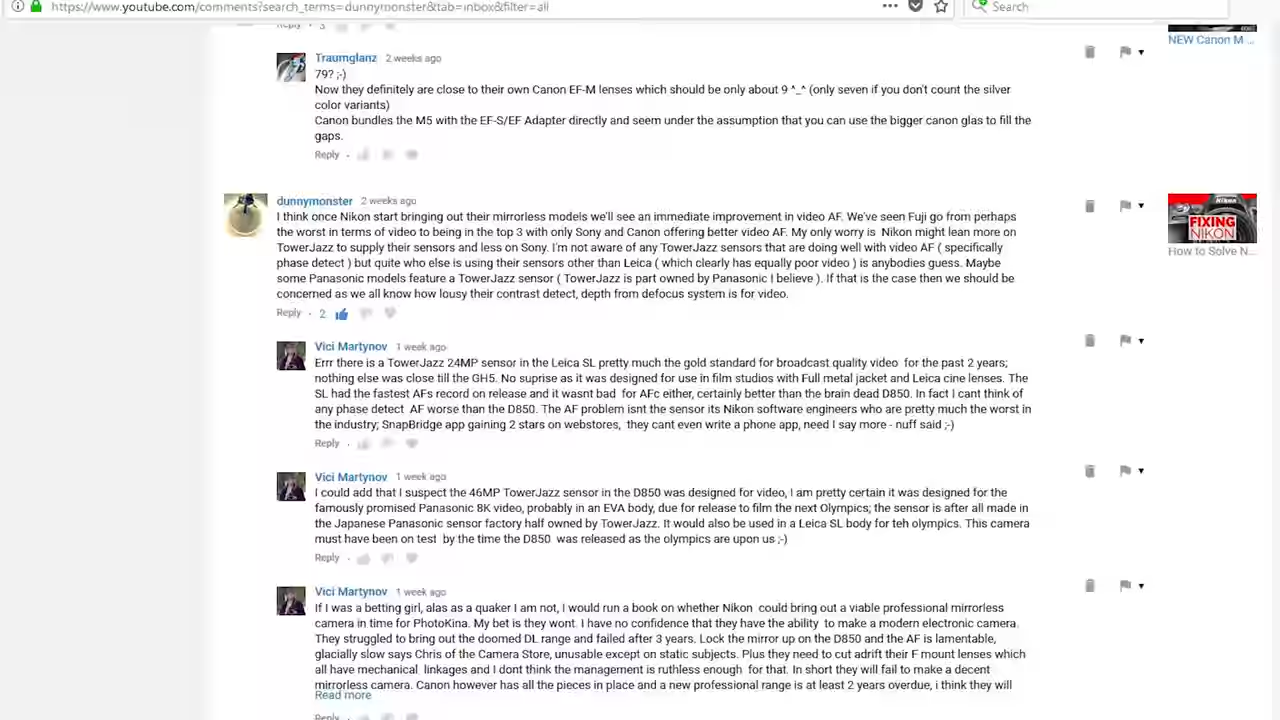 https://www.youtube.com/comments?search_terms=dunnymonster&tab=inbox&filter=all
Search
Reply · 3
NEW Canon M ...
Traumglanz 2 weeks ago
79? ;-)
Now they definitely are close to their own Canon EF-M lenses which should be only about 9 ^_^ (only seven if you don't count the silver
color variants)
Canon bundles the M5 with the EF-S/EF Adapter directly and seem under the assumption that you can use the bigger canon glas to fill the
gaps.
Reply ·
dunnymonster 2 weeks ago
I think once Nikon start bringing out their mirrorless models we'll see an immediate improvement in video AF. We've seen Fuji go from perhaps
the worst in terms of video to being in the top 3 with only Sony and Canon offering better video AF. My only worry is Nikon might lean more on
TowerJazz to supply their sensors and less on Sony. I'm not aware of any TowerJazz sensors that are doing well with video AF ( specifically
phase detect ) but quite who else is using their sensors other than Leica ( which clearly has equally poor video ) is anybodies guess. Maybe
some Panasonic models feature a TowerJazz sensor ( TowerJazz is part owned by Panasonic I believe ). If that is the case then we should be
concerned as we all know how lousy their contrast detect, depth from defocus system is for video.
Reply · 2
Nikon
FIXING
NIKON
How to Solve N...
Vici Martynov 1 week ago
Errr there is a TowerJazz 24MP sensor in the Leica SL pretty much the gold standard for broadcast quality video for the past 2 years;
nothing else was close till the GH5. No suprise as it was designed for use in film studios with Full metal jacket and Leica cine lenses. The
SL had the fastest AFs record on release and it wasnt bad for AFc either, certainly better than the brain dead D850. In fact I cant think of
any phase detect AF worse than the D850. The AF problem isnt the sensor its Nikon software engineers who are pretty much the worst in
the industry; SnapBridge app gaining 2 stars on webstores, they cant even write a phone app, need I say more - nuff said ;-)
Reply ·
Vici Martynov 1 week ago
I could add that I suspect the 46MP TowerJazz sensor in the D850 was designed for video, I am pretty certain it was designed for the
famously promised Panasonic 8K video, probably in an EVA body, due for release to film the next Olympics; the sensor is after all made in
the Japanese Panasonic sensor factory half owned by TowerJazz. It would also be used in a Leica SL body for teh olympics. This camera
must have been on test by the time the D850 was released as the olympics are upon us ;-)
Reply ·
Vici Martynov 1 week ago
If I was a betting girl, alas as a quaker I am not, I would run a book on whether Nikon could bring out a viable professional mirrorless
camera in time for PhotoKina. My bet is they wont. I have no confidence that they have the ability to make a modern electronic camera.
They struggled to bring out the doomed DL range and failed after 3 years. Lock the mirror up on the D850 and the AF is lamentable,
glacially slow says Chris of the Camera Store, unusable except on static subjects. Plus they need to cut adrift their F mount lenses which
all have mechanical linkages and I dont think the management is ruthless enough for that. In short they will fail to make a decent
mirrorless camera. Canon however has all the pieces in place and a new professional range is at least 2 years overdue, i think they will
Read more
Reply ·